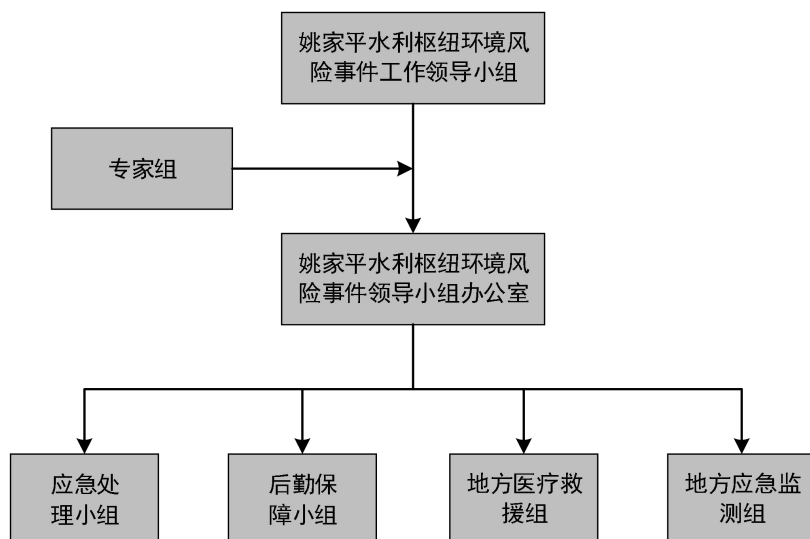 姚家平水利枢纽环境风
险事件工作领导小组
专家组
姚家平水利枢纽环境风
险事件领导小组办公室
应急处
理小组
后勤保
障小组
地方医疗救
援组
地方应急监
测组